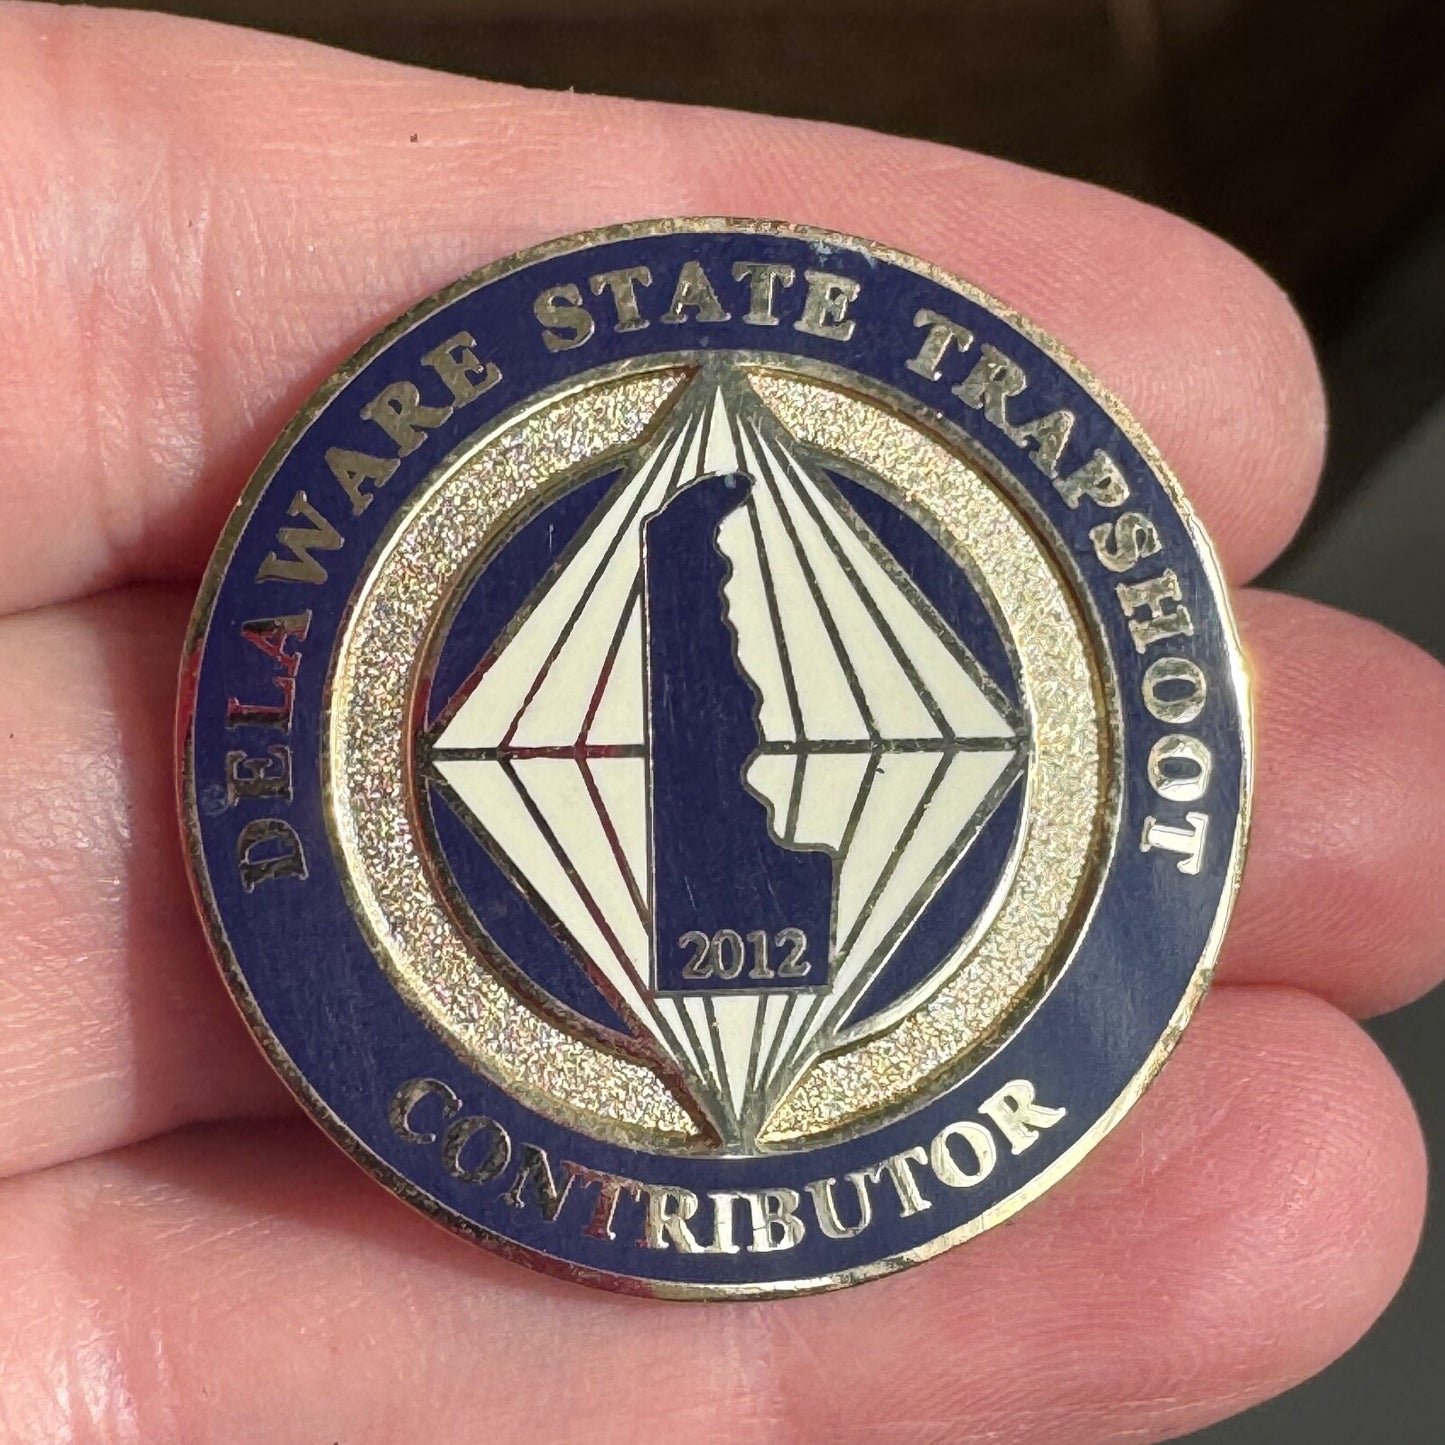 DELAWARE STATE TRAPSHOOT
2012
CONTRIBUTOR